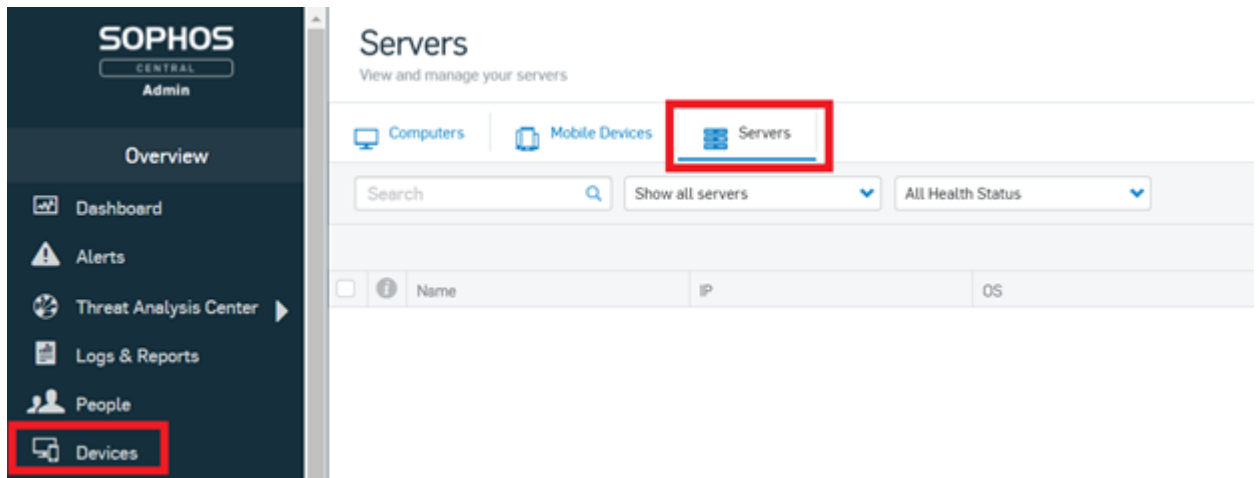 SOPHOS
CENTRAL
Admin
Overview
Dashboard
Alerts
Threat Analysis Center
Logs & Reports
People
Devices
Servers
View and manage your servers
Computers Mobile Devices Servers
Search Show all servers All Health Status
Name IP OS